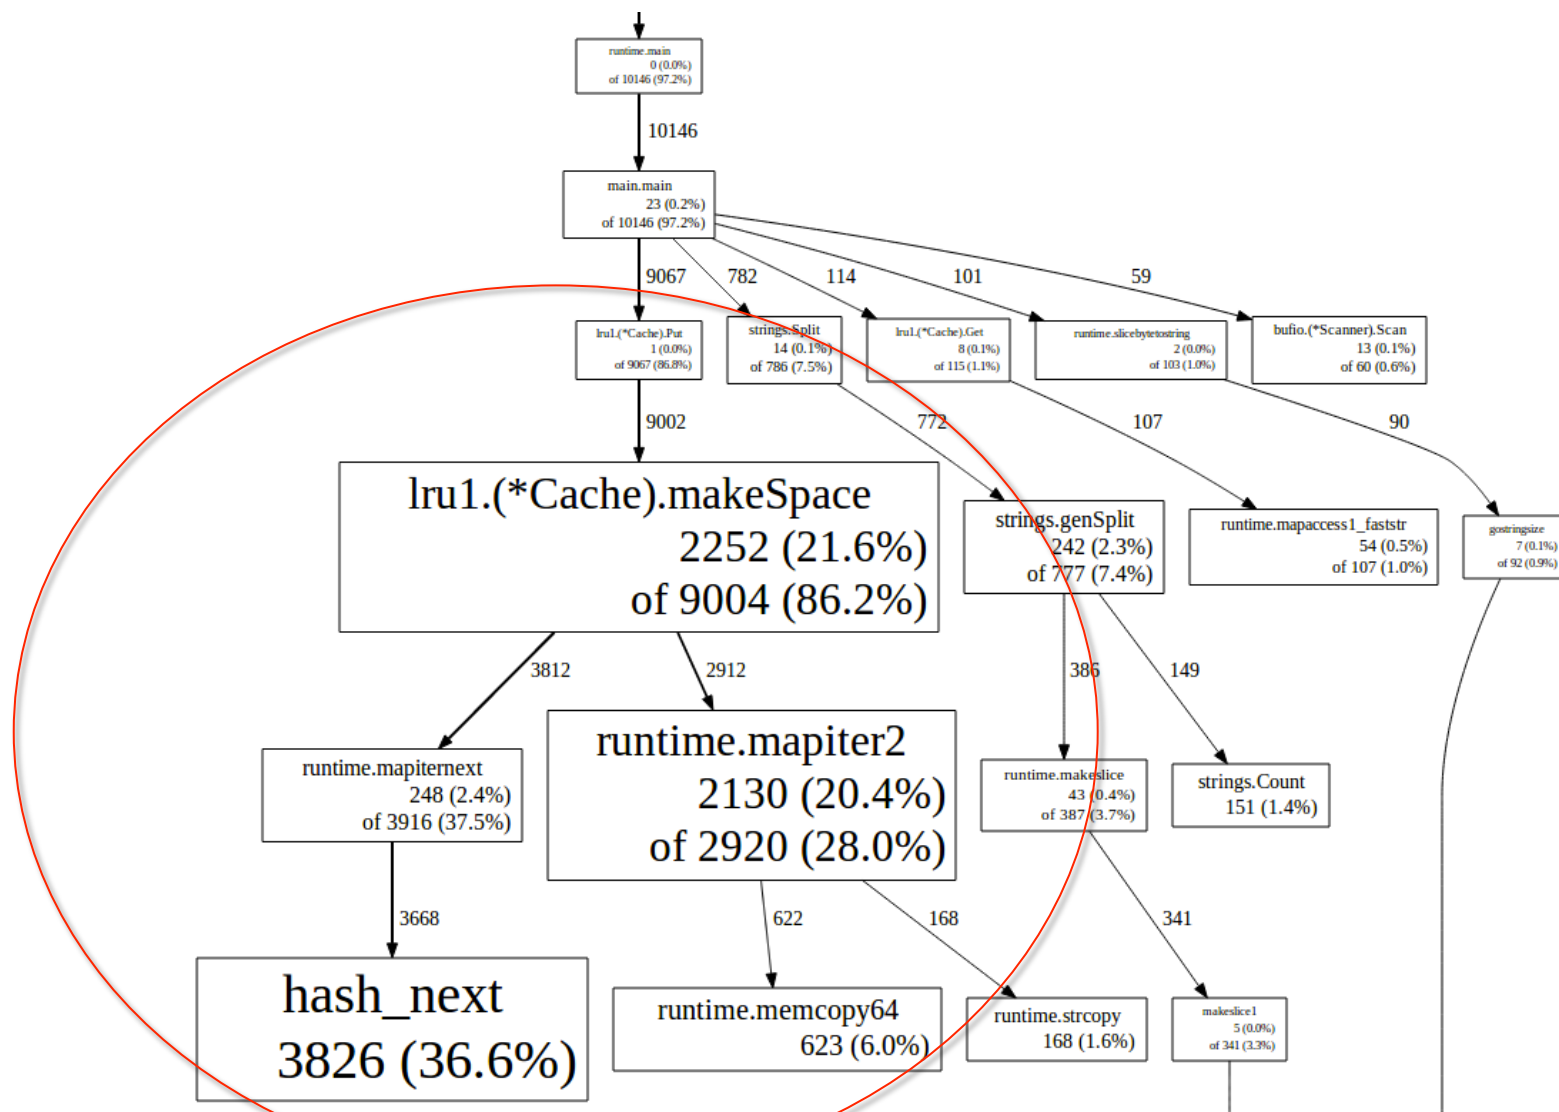 runtime.main
0 (0.0%)
of 10146 (97.2%)
10146
main.main
23 (0.2%)
of 10146 (97.2%)
9067
782
114
101
59
lru1.(*Cache).Put
1 (0.0%)
of 9067 (86.8%)
strings.Split
14 (0.1%)
of 786 (7.5%)
lru1.(*Cache).Get
8 (0.1%)
of 115 (1.1%)
runtime.slicebytetostring
2 (0.0%)
of 103 (1.0%)
bufio.(*Scanner).Scan
13 (0.1%)
of 60 (0.6%)
9002
772
107
90
lru1.(*Cache).makeSpace
2252 (21.6%)
of 9004 (86.2%)
strings.genSplit
242 (2.3%)
of 777 (7.4%)
runtime.mapaccess1_faststr
54 (0.5%)
of 107 (1.0%)
gostringsize
7 (0.1%)
of 92 (0.9%)
3812
2912
386
149
runtime.mapiternext
248 (2.4%)
of 3916 (37.5%)
runtime.mapiter2
2130 (20.4%)
of 2920 (28.0%)
runtime.makeslice
43 (0.4%)
of 387 (3.7%)
strings.Count
151 (1.4%)
3668
622
168
341
hash_next
3826 (36.6%)
runtime.memcopy64
623 (6.0%)
runtime.strcopy
168 (1.6%)
makeslice1
5 (0.0%)
of 341 (3.3%)